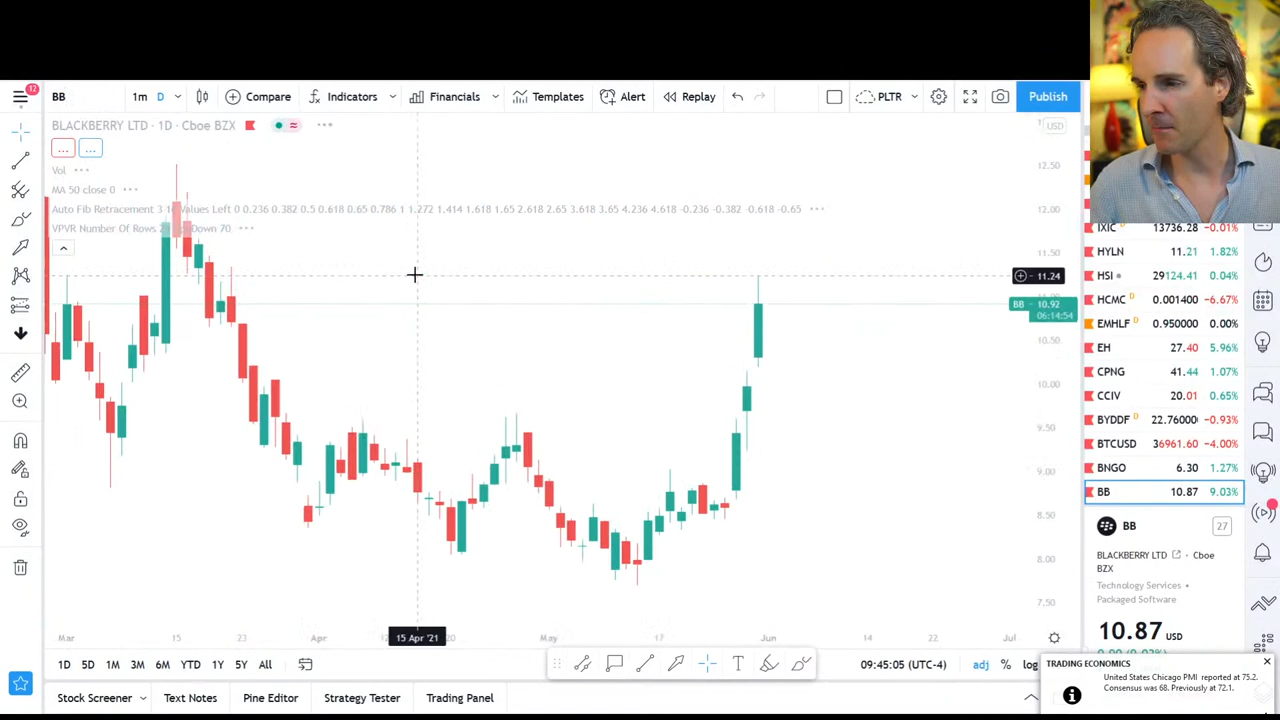 12
BB
1m
D
Compare
Indicators
Financials
Templates
Alert
Replay
PLTR
Publish
BLACKBERRY LTD · 1D · Cboe BZX
USD
...
...
Vol
MA 50 close 0
Auto Fib Retracement 3 10 Values Left 0 0.236 0.382 0.5 0.618 0.65 0.786 1 1.272 1.414 1.618 1.65 2.618 2.65 3.618 3.65 4.236 4.618 -0.236 -0.382 -0.618 -0.65
VPVR Number Of Rows Down 70
12.50
12.00
11.50
11.24
BB 10.92
06:14:54
10.50
10.00
9.50
9.00
8.50
8.00
7.50
Mar
15
23
Apr
15 Apr '21
20
May
17
Jun
14
22
Jul
IXIC 13736.28 -0.01%
HYLN 11.21 1.82%
HSI 29124.41 0.04%
HCMC D 0.001400 -6.67%
EMHLF D 0.950000 0.00%
EH 27.40 5.96%
CPNG 41.44 1.07%
CCIV 20.01 0.65%
BYDDF D 22.76000 -0.93%
BTCUSD 36961.60 -4.00%
BNGO 6.30 1.27%
BB 10.87 9.03%
BB
27
BLACKBERRY LTD · Cboe
BZX
Technology Services •
Packaged Software
10.87 USD
1D
5D
1M
3M
6M
YTD
1Y
5Y
All
T
09:45:05 (UTC-4)
adj
%
log
TRADING ECONOMICS
United States Chicago PMI reported at 75.2.
Consensus was 68. Previously at 72.1.
Stock Screener
Text Notes
Pine Editor
Strategy Tester
Trading Panel